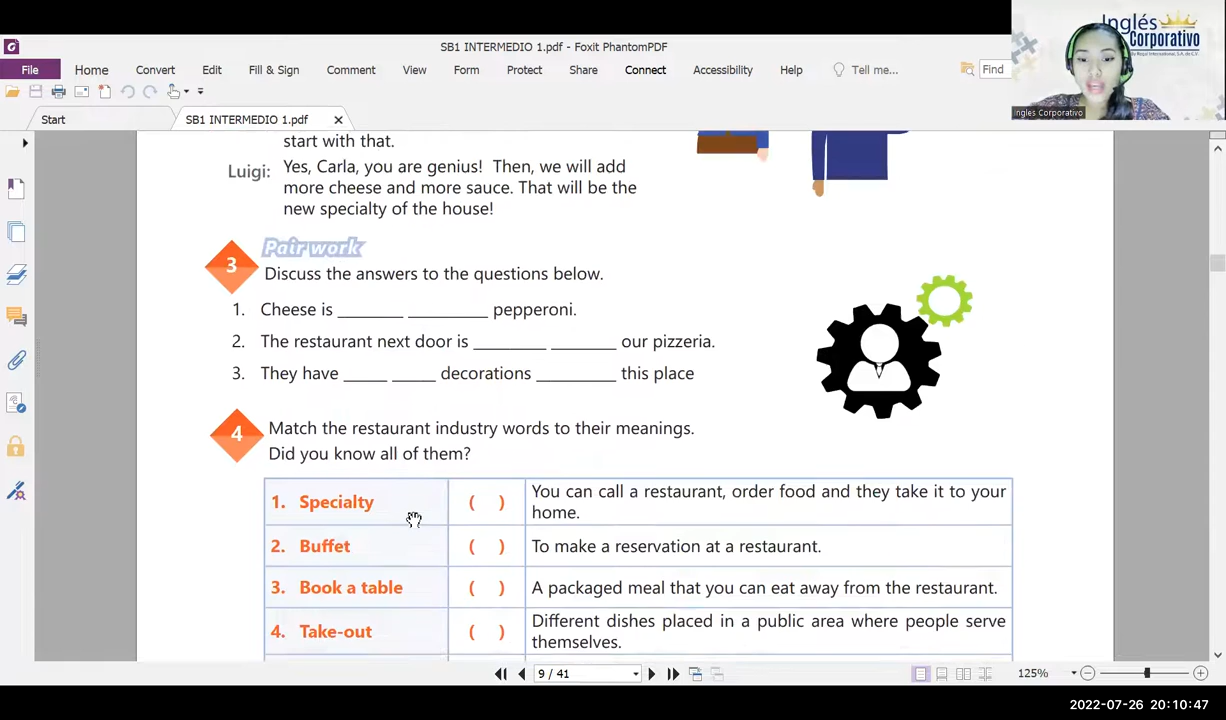 SB1 INTERMEDIO 1.pdf - Foxit PhantomPDF
Inglés
Corporativo
Royal International, S.A. de C.V.
Ingles Corporativo
File Home Convert Edit Fill & Sign Comment View Form Protect Share Connect Accessibility Help Tell me... Find
Start SB1 INTERMEDIO 1.pdf
start with that.
Luigi: Yes, Carla, you are genius! Then, we will add
more cheese and more sauce. That will be the
new specialty of the house!
Pair work
3 Discuss the answers to the questions below.
1. Cheese is ________ _________ pepperoni.
2. The restaurant next door is _________ ________ our pizzeria.
3. They have _____ _____ decorations _________ this place
4 Match the restaurant industry words to their meanings.
Did you know all of them?
1. Specialty ( ) You can call a restaurant, order food and they take it to your
home.
2. Buffet ( ) To make a reservation at a restaurant.
3. Book a table ( ) A packaged meal that you can eat away from the restaurant.
4. Take-out ( ) Different dishes placed in a public area where people serve
themselves.
9 / 41 125%
2022-07-26 20:10:47